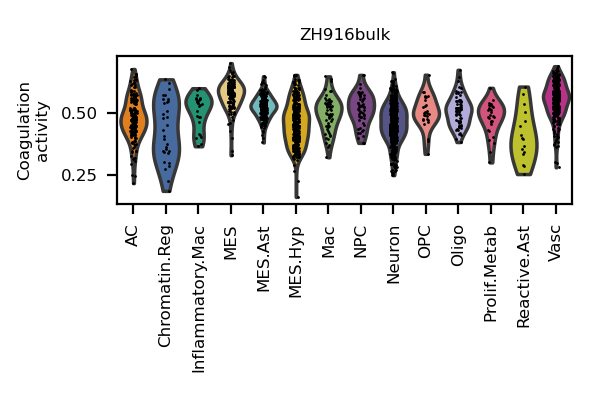 ZH916bulk
Coagulation
activity
0.50
0.25
AC
Chromatin.Reg
Inflammatory.Mac
MES
MES.Ast
MES.Hyp
Mac
NPC
Neuron
OPC
Oligo
Prolif.Metab
Reactive.Ast
Vasc